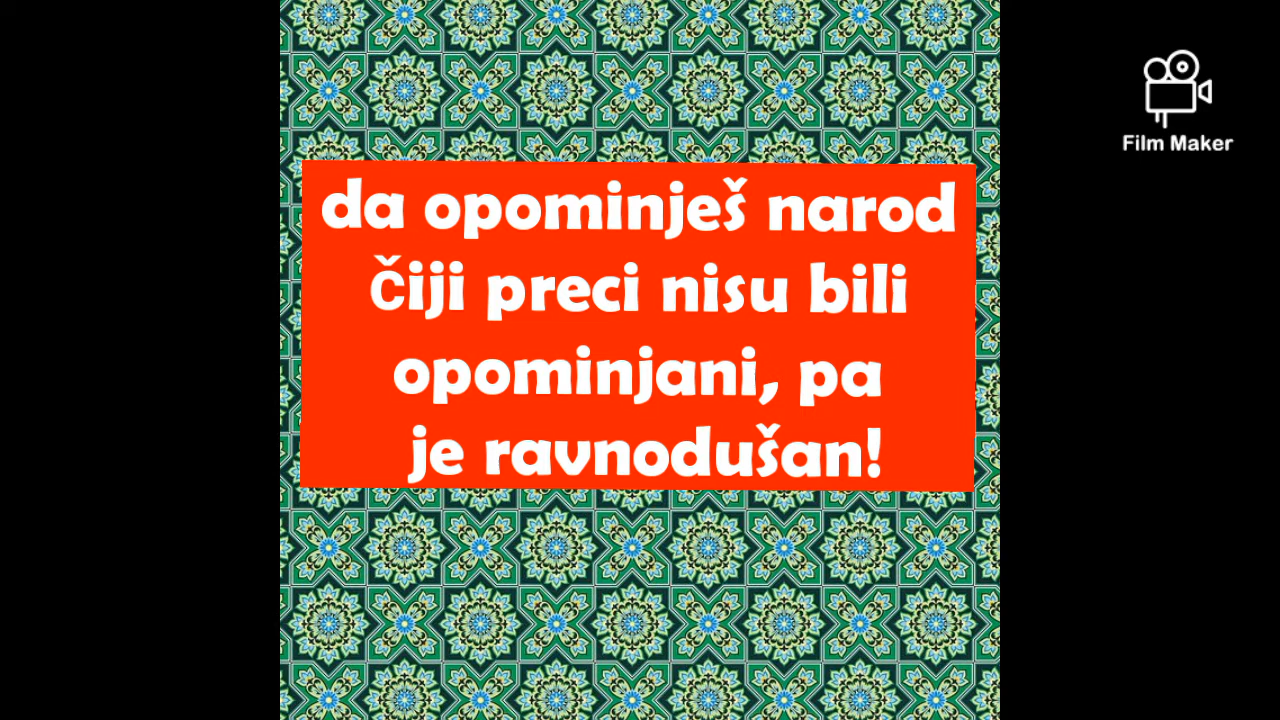 da opominješ narod
čiji preci nisu bili
opominjani, pa
je ravnodušan!
Film Maker